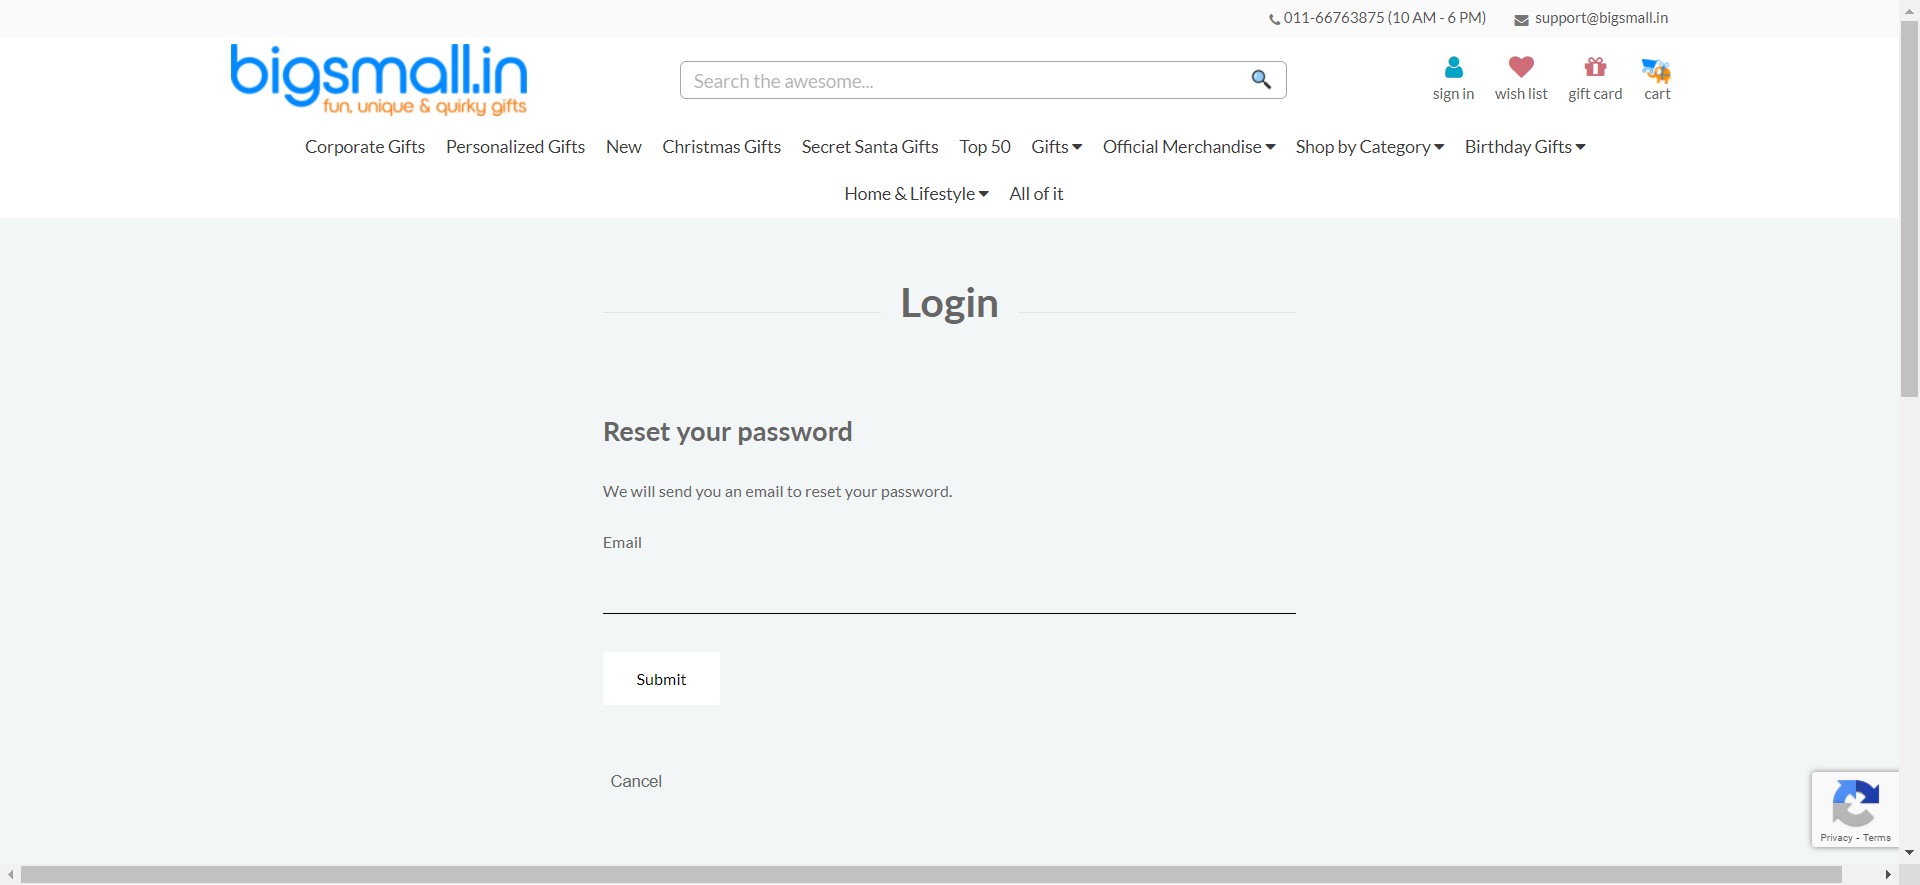 011-66763875 (10 AM - 6 PM) support@bigsmall.in
bigsmall.in
fun, unique & quirky gifts
Search the awesome...
sign in wish list gift card cart
Corporate Gifts Personalized Gifts New Christmas Gifts Secret Santa Gifts Top 50 Gifts Official Merchandise Shop by Category Birthday Gifts
Home & Lifestyle All of it
Login
Reset your password
We will send you an email to reset your password.
Email
Submit
Cancel
Privacy - Terms